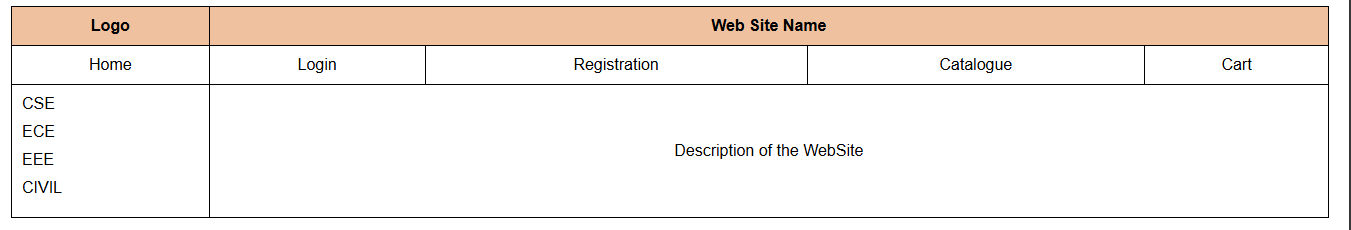 Logo Web Site Name
Home Login Registration Catalogue Cart
CSE
ECE
EEE
CIVIL
Description of the WebSite